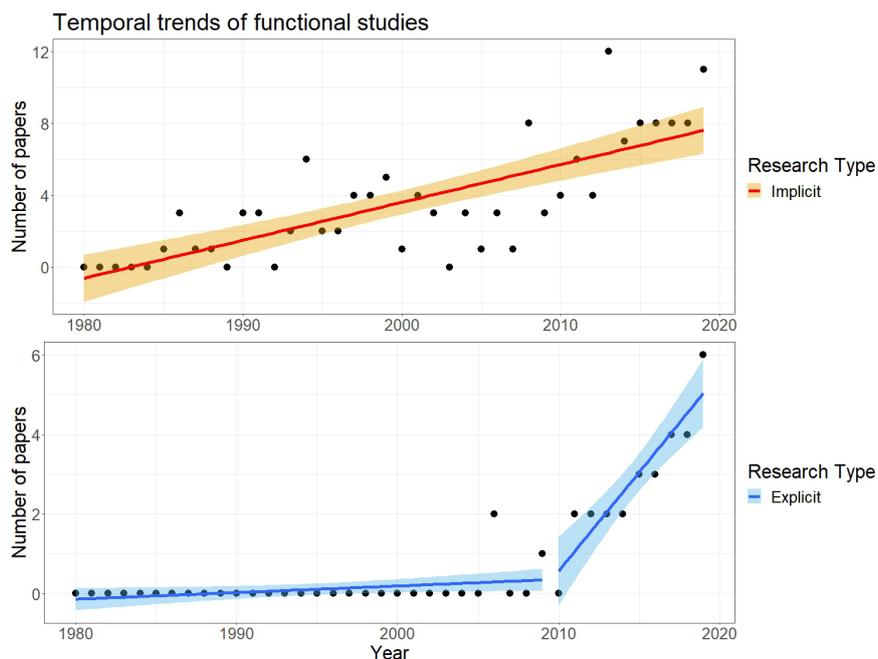 Temporal trends of functional studies
Number of papers
12
8
4
0
1980 1990 2000 2010 2020
Research Type
Implicit
Number of papers
6
4
2
0
1980 1990 2000 2010 2020
Year
Research Type
Explicit